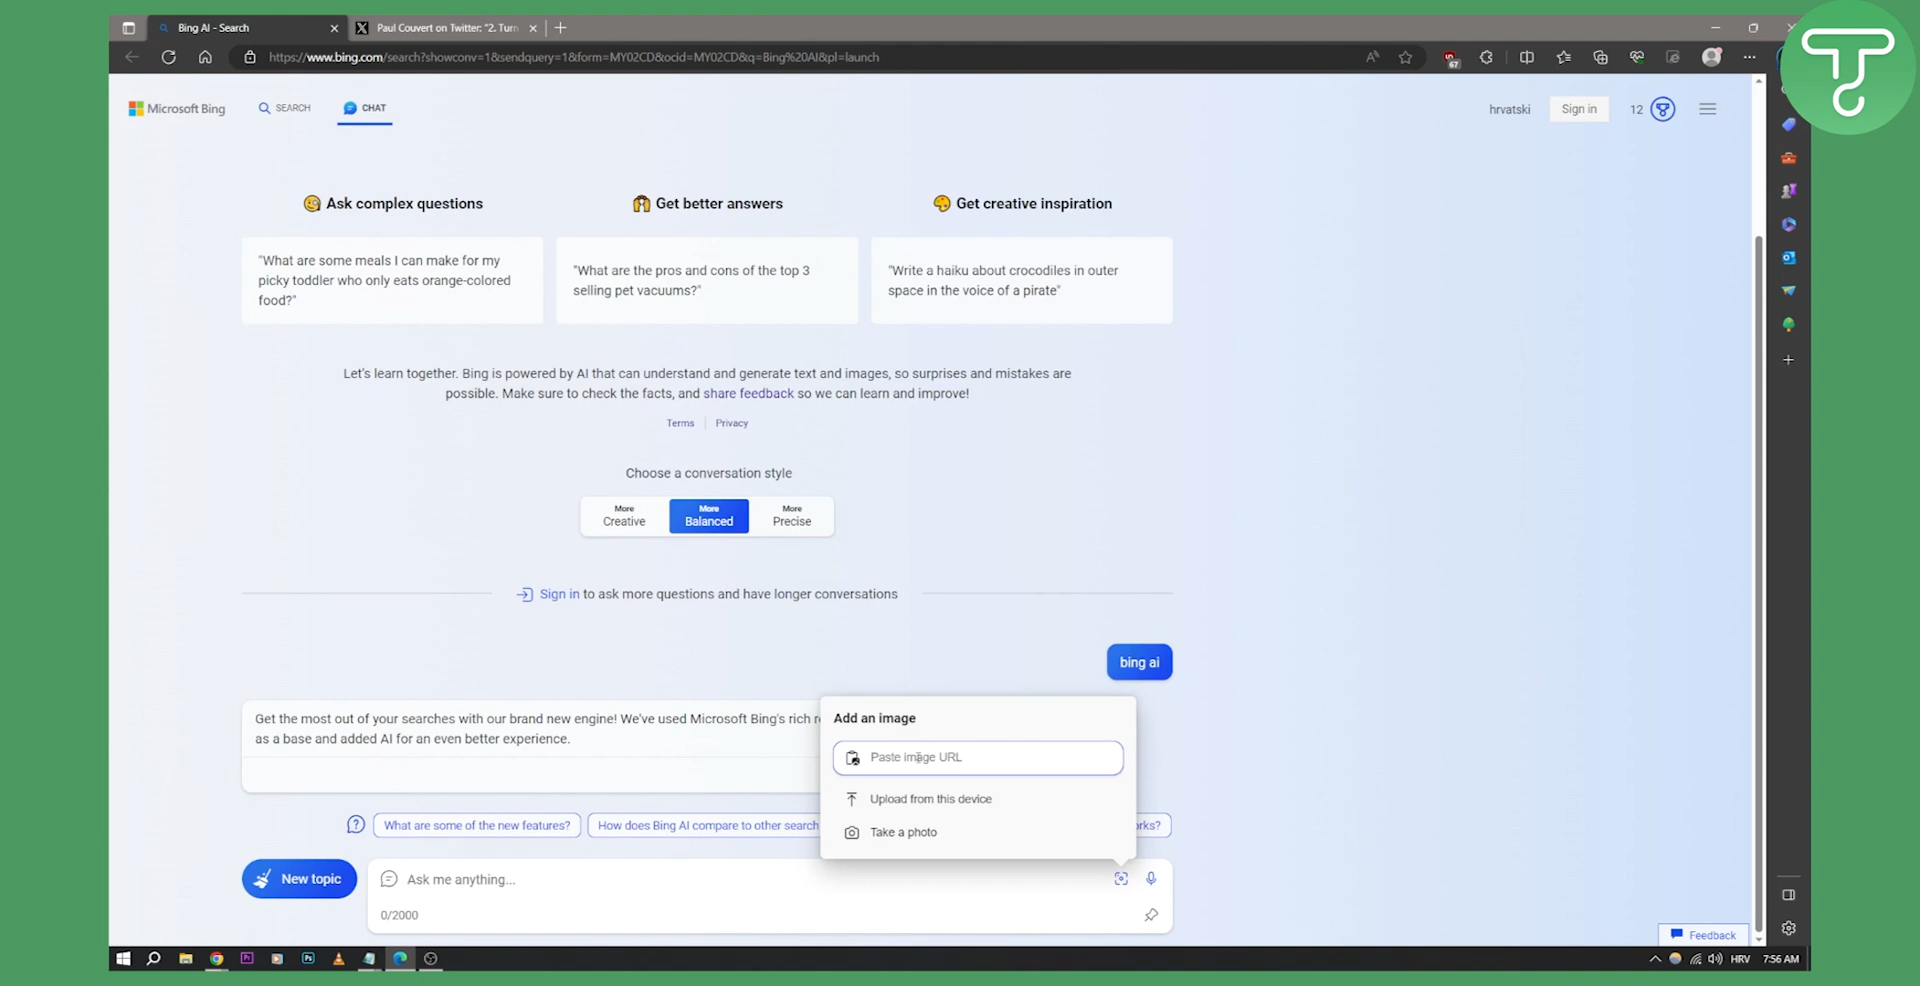 Bing AI - Search
Paul Couvert on Twitter: "2. Turn
https://www.bing.com/search?showconv=1&sendquery=1&form=MY02CD&ocid=MY02CD&q=Bing%20AI&pl=launch
67
Microsoft Bing
SEARCH
CHAT
hrvatski
Sign in
12
Ask complex questions
Get better answers
Get creative inspiration
"What are some meals I can make for my
picky toddler who only eats orange-colored
food?"
"What are the pros and cons of the top 3
selling pet vacuums?"
"Write a haiku about crocodiles in outer
space in the voice of a pirate"
Let's learn together. Bing is powered by AI that can understand and generate text and images, so surprises and mistakes are
possible. Make sure to check the facts, and share feedback so we can learn and improve!
Terms
Privacy
Choose a conversation style
More
Creative
More
Balanced
More
Precise
Sign in to ask more questions and have longer conversations
bing ai
Get the most out of your searches with our brand new engine! We've used Microsoft Bing's rich
as a base and added AI for an even better experience.
Add an image
Paste image URL
Upload from this device
Take a photo
What are some of the new features?
How does Bing AI compare to other search
rks?
New topic
Ask me anything...
0/2000
Feedback
HRV
7:56 AM